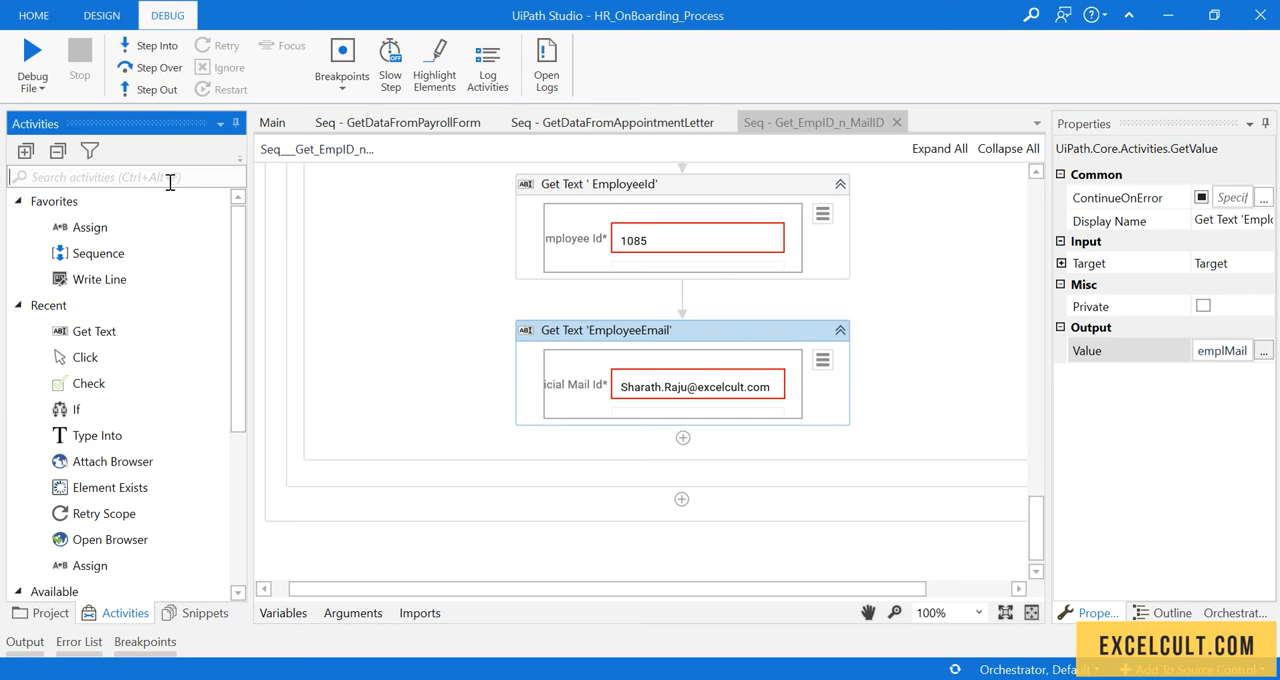 HOME DESIGN DEBUG UiPath Studio - HR_OnBoarding_Process
Debug File
Stop
Step Into
Step Over
Step Out
Retry
Ignore
Restart
Focus
Breakpoints
Slow Step
Highlight Elements
Log Activities
Open Logs
Activities
Search activities (Ctrl+Alt
Favorites
Assign
Sequence
Write Line
Recent
Get Text
Click
Check
If
Type Into
Attach Browser
Element Exists
Retry Scope
Open Browser
Assign
Available
Project Activities Snippets
Main Seq - GetDataFromPayrollForm Seq - GetDataFromAppointmentLetter Seq - Get_EmpID_n_MailID
Seq___Get_EmpID_n... Expand All Collapse All
Get Text ' EmployeeId'
mployee Id* 1085
Get Text 'EmployeeEmail'
icial Mail Id* Sharath.Raju@excelcult.com
Variables Arguments Imports 100%
Properties
UiPath.Core.Activities.GetValue
Common
ContinueOnError Specif ...
Display Name Get Text 'Emplo
Input
Target Target
Misc
Private
Output
Value emplMail ...
Prope... Outline Orchestrat...
Output Error List Breakpoints
EXCELCULT.COM
Orchestrator, Defau
Add To Source Control